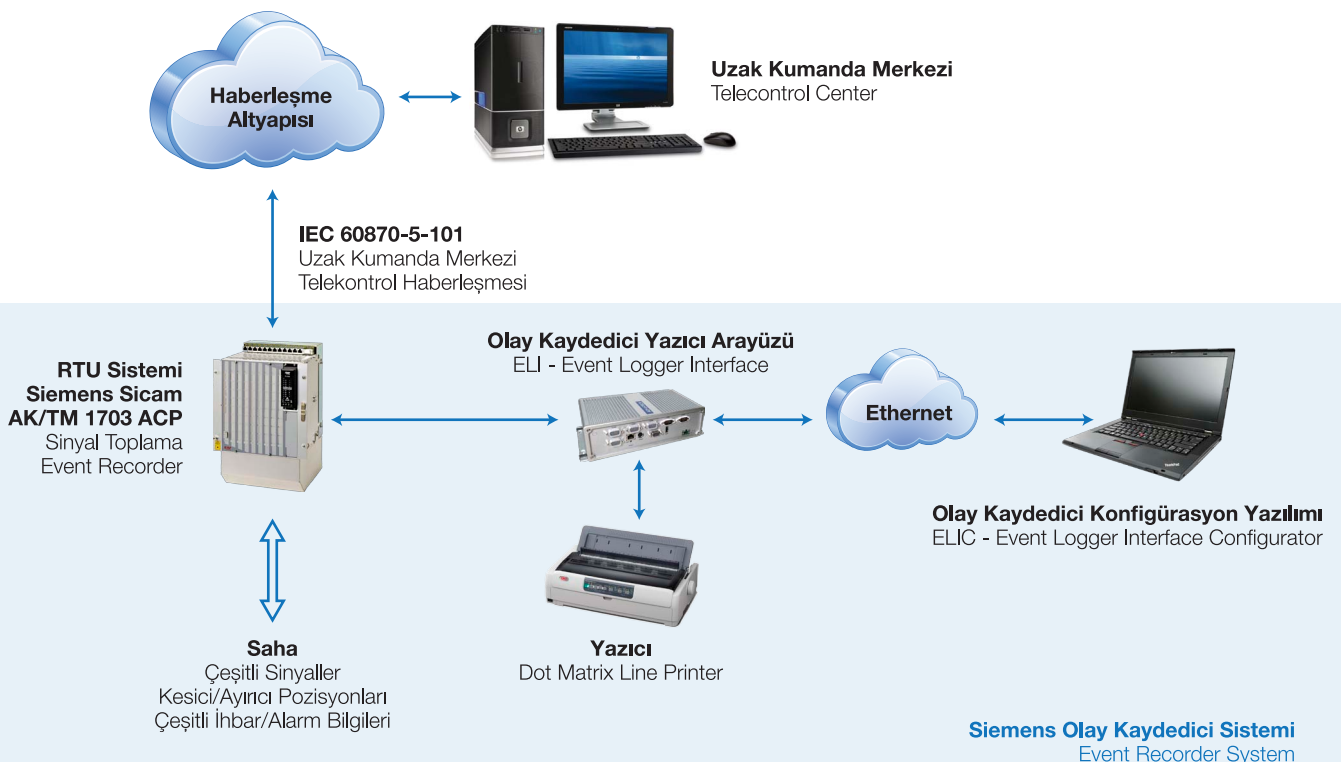 Haberleşme
Altyapısı
Uzak Kumanda Merkezi
Telecontrol Center
IEC 60870-5-101
Uzak Kumanda Merkezi
Telekontrol Haberleşmesi
RTU Sistemi
Siemens Sicam
AK/TM 1703 ACP
Sinyal Toplama
Event Recorder
Olay Kaydedici Yazıcı Arayüzü
ELI - Event Logger Interface
Ethernet
Olay Kaydedici Konfigürasyon Yazılımı
ELIC - Event Logger Interface Configurator
Saha
Çeşitli Sinyaller
Kesici/Ayırıcı Pozisyonları
Çeşitli İhbar/Alarm Bilgileri
Yazıcı
Dot Matrix Line Printer
Siemens Olay Kaydedici Sistemi
Event Recorder System